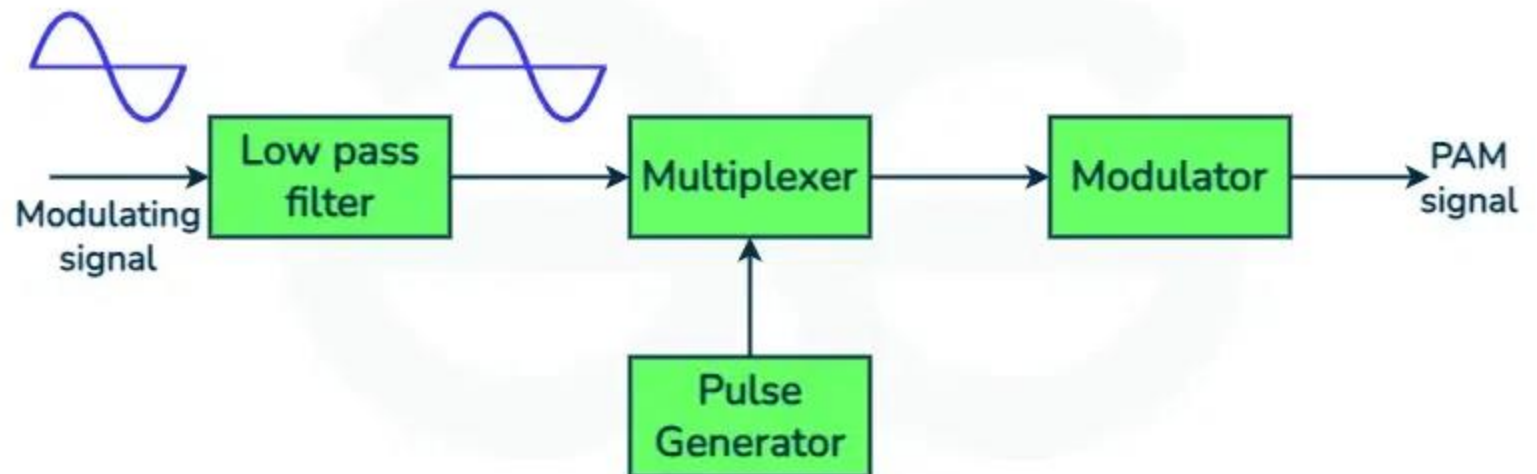 Modulating
signal
Low pass
filter
Multiplexer
Pulse
Generator
Modulator
PAM
signal